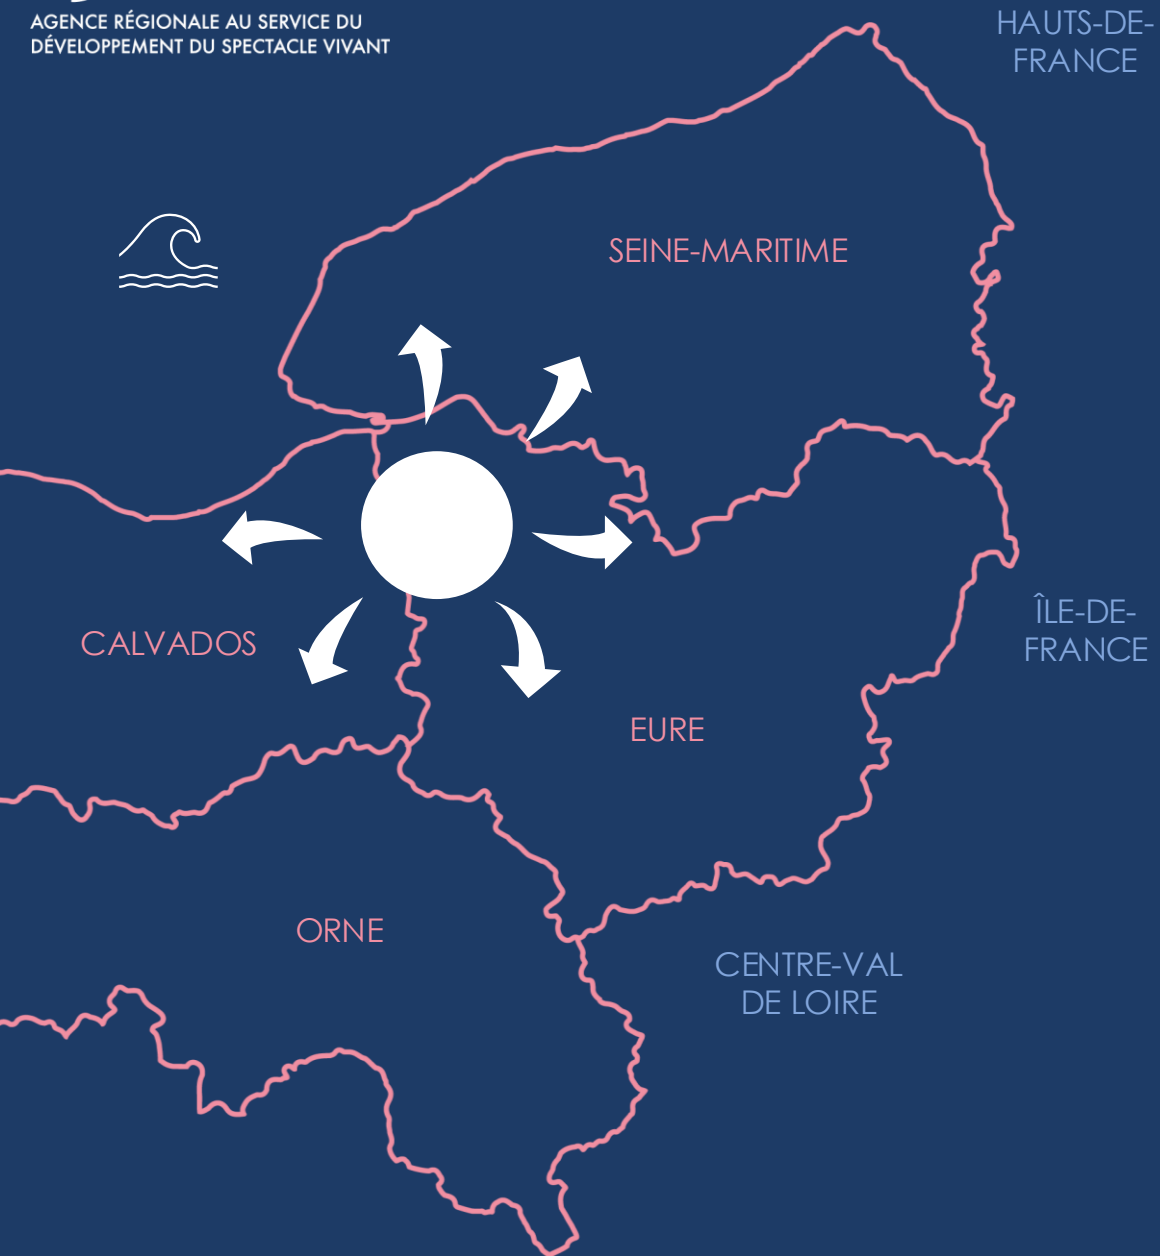 AGENCE RÉGIONALE AU SERVICE DU
DÉVELOPPEMENT DU SPECTACLE VIVANT
HAUTS-DE-
FRANCE
SEINE-MARITIME
ÎLE-DE-
FRANCE
CALVADOS
EURE
ORNE
CENTRE-VAL
DE LOIRE